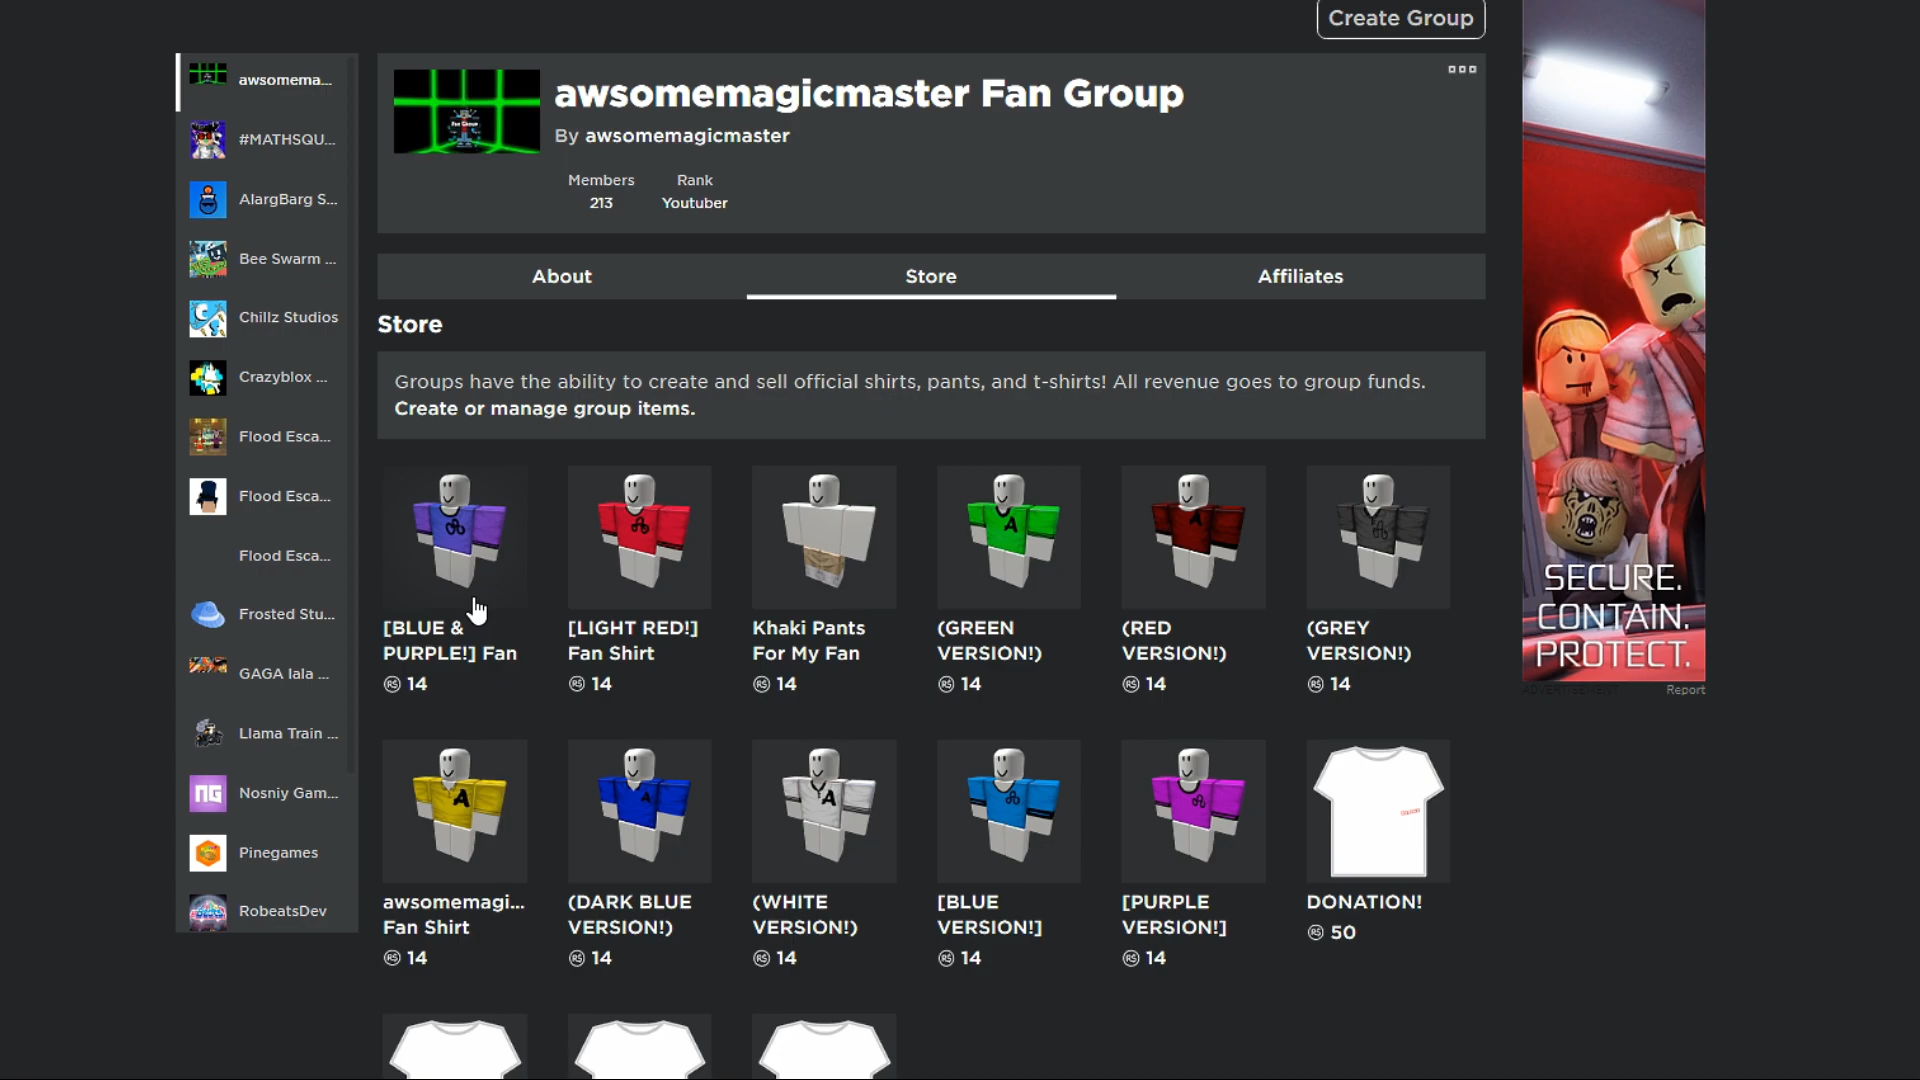 Create Group
awsomema...
#MATHSQU...
AlargBarg S...
Bee Swarm ...
Chillz Studios
Crazyblox ...
Flood Esca...
Flood Esca...
Flood Esca...
Frosted Stu...
GAGA lala ...
Llama Train ...
Nosniy Gam...
NG
Pinegames
RobeatsDev
Fan Group
awsomemagicmaster Fan Group
By awsomemagicmaster
Members Rank
213 Youtuber
About Store Affiliates
Store
Groups have the ability to create and sell official shirts, pants, and t-shirts! All revenue goes to group funds.
Create or manage group items.
A A
[BLUE & [LIGHT RED!] Khaki Pants (GREEN (RED (GREY
PURPLE!] Fan Fan Shirt For My Fan VERSION!) VERSION!) VERSION!)
R$ 14 R$ 14 R$ 14 R$ 14 R$ 14 R$ 14
A A A
awsomemagi... (DARK BLUE (WHITE [BLUE [PURPLE DONATION!
Fan Shirt VERSION!) VERSION!) VERSION!] VERSION!] R$ 50
R$ 14 R$ 14 R$ 14 R$ 14 R$ 14
SECURE.
CONTAIN.
PROTECT.
ADVERTISEMENT Report